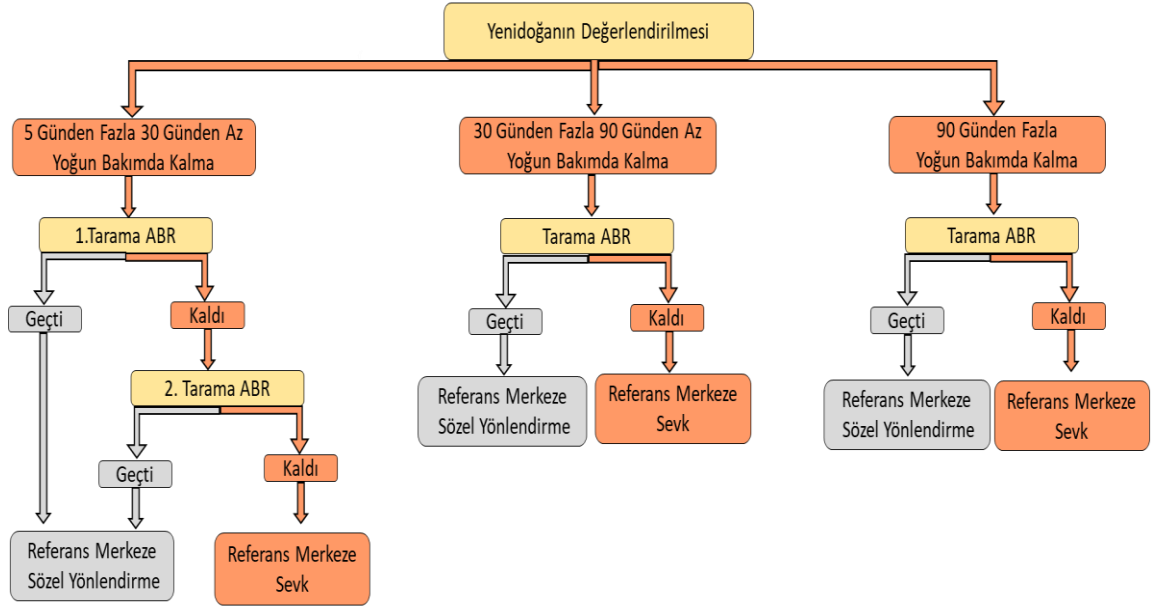 Yenidoğanın Değerlendirilmesi
5 Günden Fazla 30 Günden Az
Yoğun Bakımda Kalma
30 Günden Fazla 90 Günden Az
Yoğun Bakımda Kalma
90 Günden Fazla
Yoğun Bakımda Kalma
1.Tarama ABR
Tarama ABR
Tarama ABR
Geçti
Kaldı
Geçti
Kaldı
Geçti
Kaldı
2. Tarama ABR
Referans Merkeze
Sözel Yönlendirme
Referans Merkeze
Sevk
Referans Merkeze
Sözel Yönlendirme
Referans Merkeze
Sevk
Geçti
Kaldı
Referans Merkeze
Sözel Yönlendirme
Referans Merkeze
Sevk